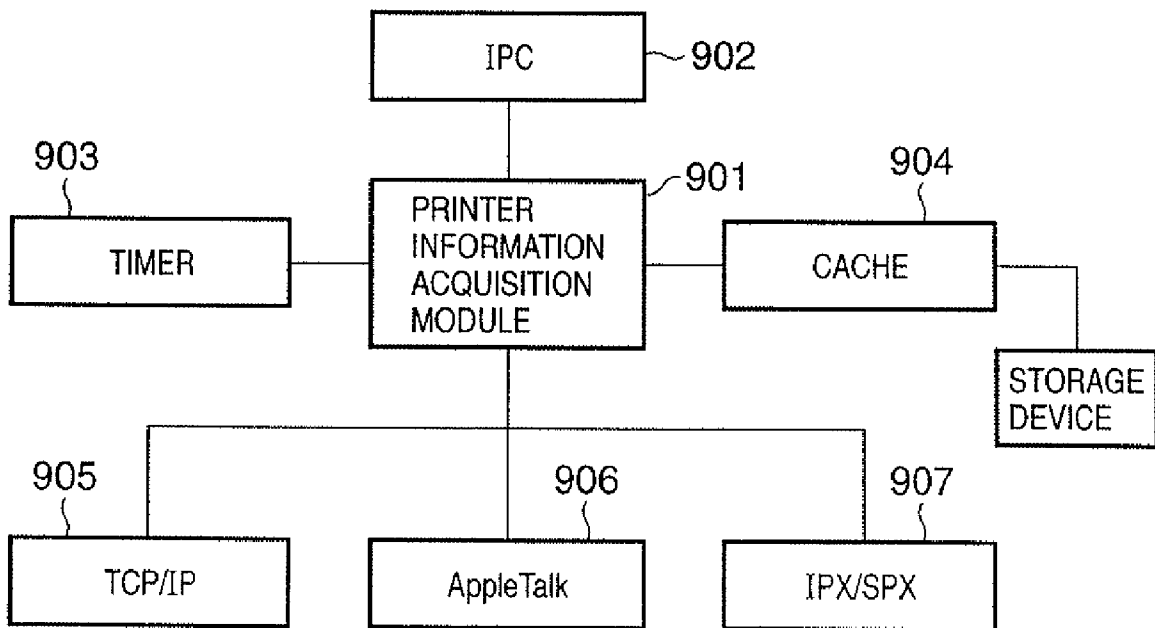 IPC
902
903
901
904
TIMER
PRINTER
INFORMATION
ACQUISITION
MODULE
CACHE
STORAGE
DEVICE
905
906
907
TCP/IP
AppleTalk
IPX/SPX